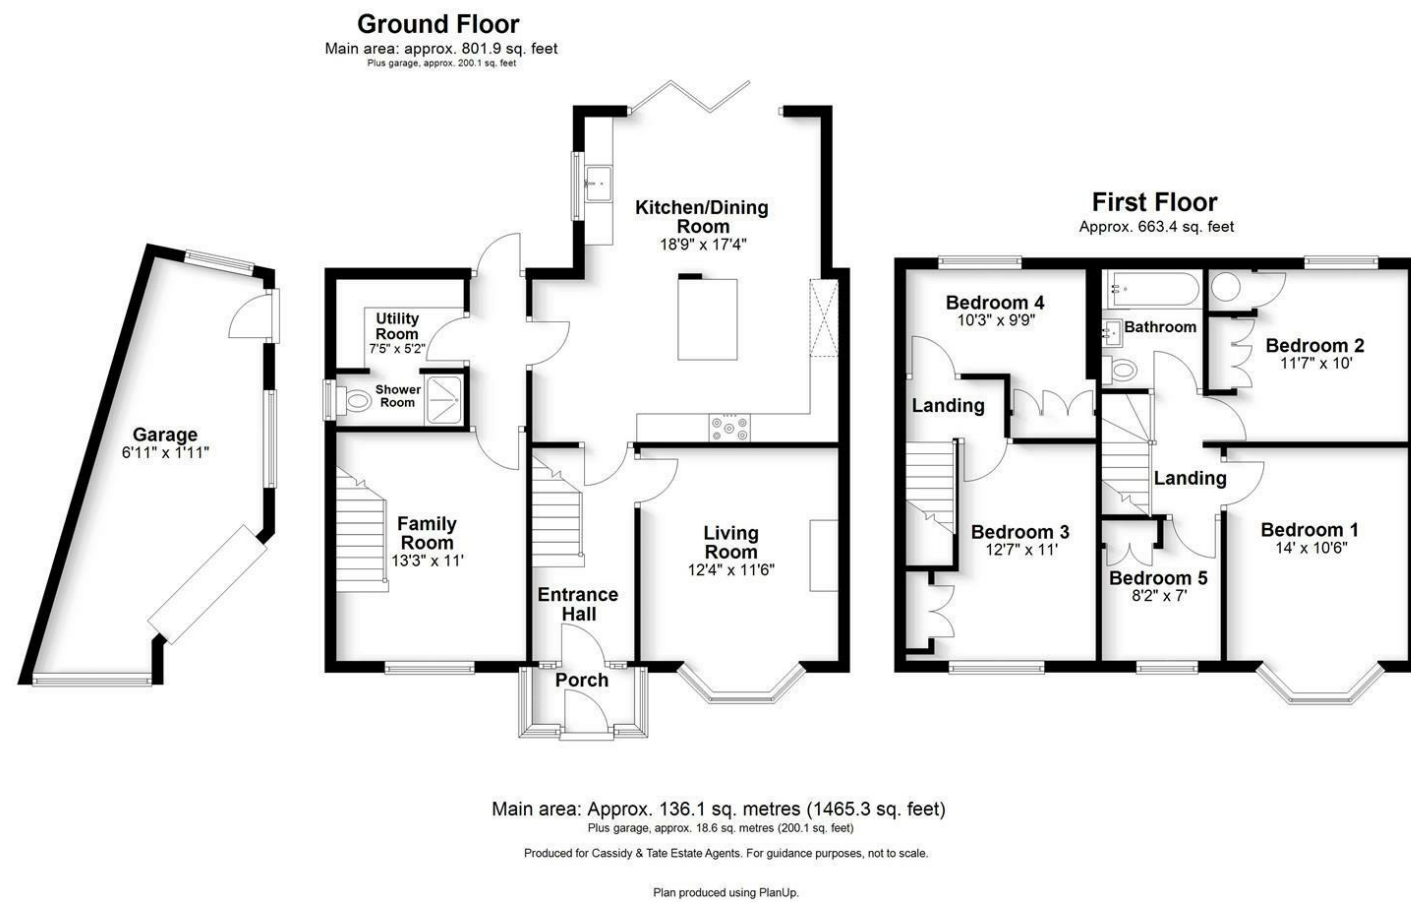 Ground Floor
Main area: approx. 801.9 sq. feet
Plus garage, approx. 200.1 sq. feet
Kitchen/Dining
Room
18'9" x 17'4"
Utility
Room
7'5" x 5'2"
Shower
Room
Garage
6'11" x 1'11"
Family
Room
13'3" x 11'
Living
Room
12'4" x 11'6"
Entrance
Hall
Porch
First Floor
Approx. 663.4 sq. feet
Bedroom 4
10'3" x 9'9"
Bathroom
Bedroom 2
11'7" x 10'
Landing
Landing
Bedroom 3
12'7" x 11'
Bedroom 1
14' x 10'6"
Bedroom 5
8'2" x 7'
Main area: Approx. 136.1 sq. metres (1465.3 sq. feet)
Plus garage, approx. 18.6 sq. metres (200.1 sq. feet)
Produced for Cassidy & Tate Estate Agents. For guidance purposes, not to scale.
Plan produced using PlanUp.